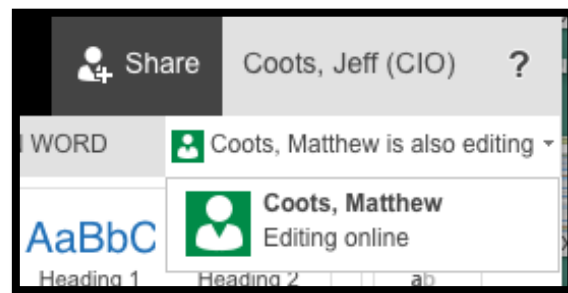 Share Coots, Jeff (CIO) ?
WORD Coots, Matthew is also editing
Coots, Matthew
Editing online
AaBbC
Heading 1 Heading 2 ab